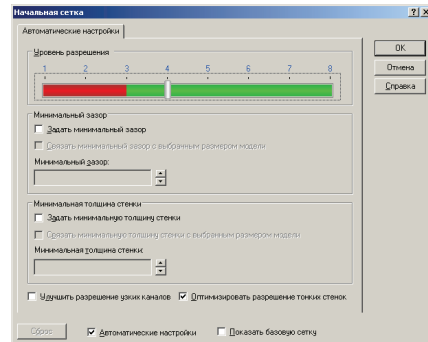 Начальная сетка
Автоматические настройки
Уровень разрешения
1 2 3 4 5 6 7 8
Минимальный зазор
Задать минимальный зазор
Связать минимальный зазор с выбранным размером модели
Минимальный зазор:
Минимальная толщина стенки
Задать минимальную толщину стенки
Связать минимальную толщину стенки с выбранным размером модели
Минимальная толщина стенки:
Улучшить разрешение узких каналов Оптимизировать разрешение тонких стенок
Сброс Автоматические настройки Показать базовую сетку
OK
Отмена
Справка